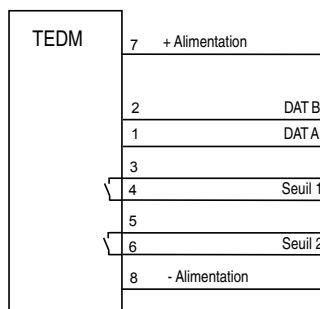 TEDM
7 + Alimentation
2 DAT B
1 DAT A
3
4 Seuil 1
5
6 Seuil 2
8 - Alimentation